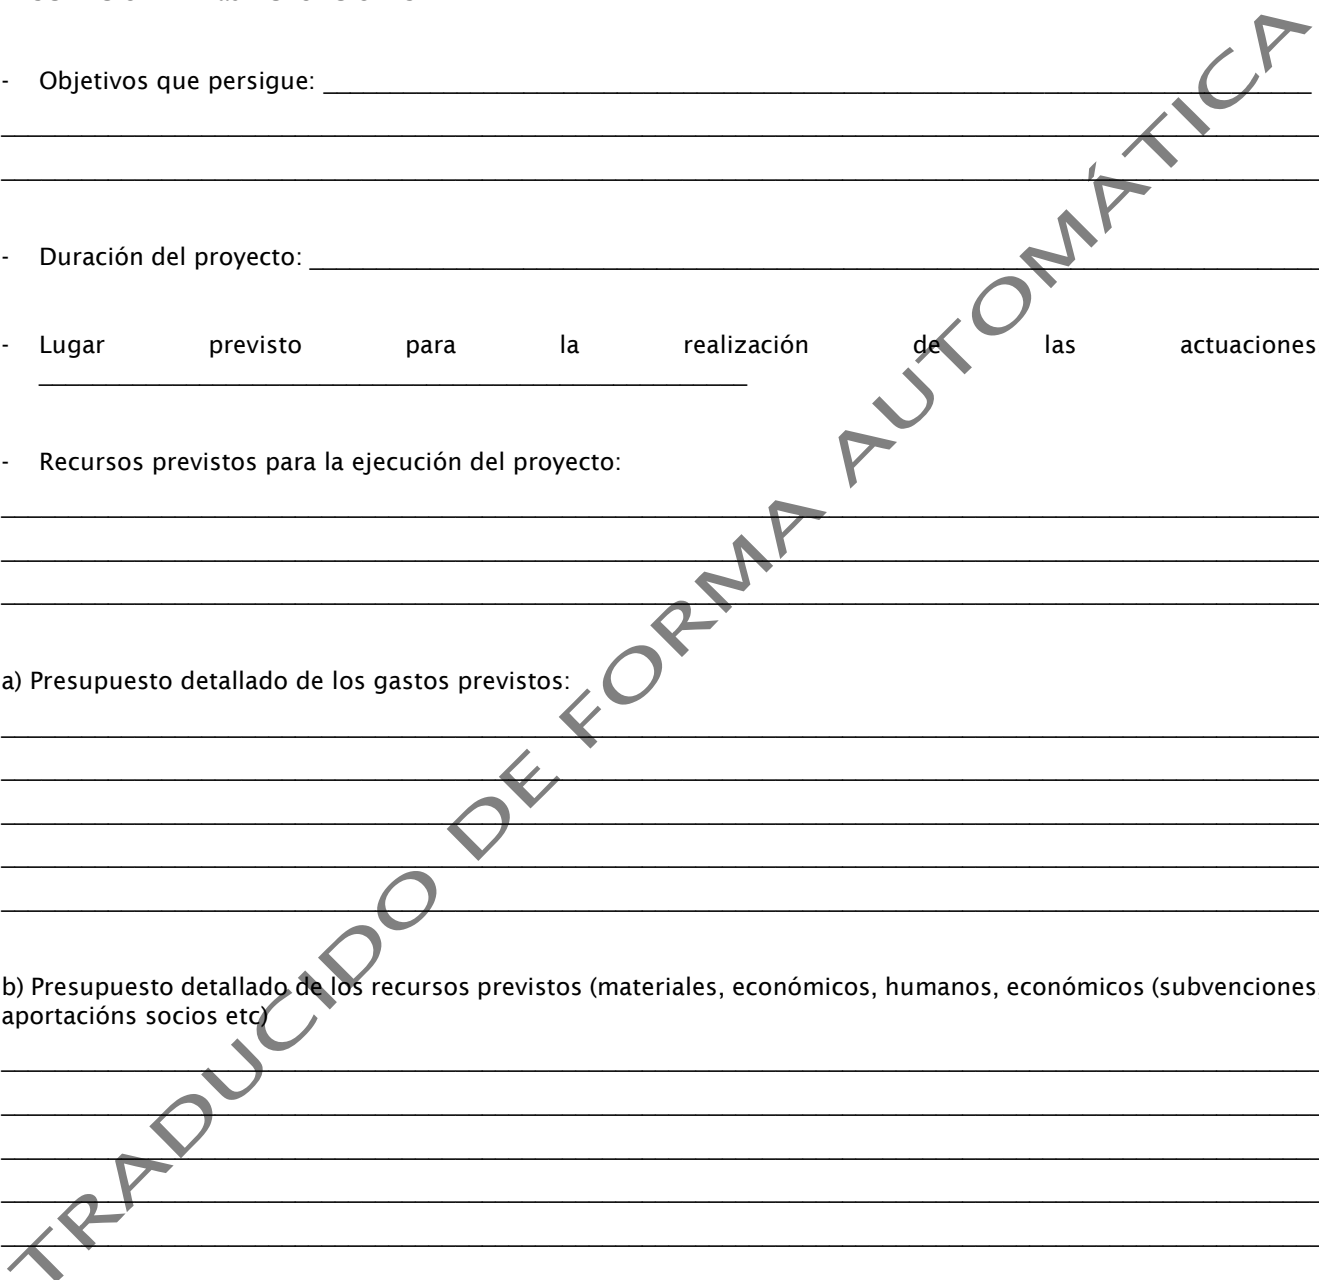 - Objetivos que persigue:
- Duración del proyecto:
- Lugar previsto para la realización de las actuaciones
- Recursos previstos para la ejecución del proyecto:
a) Presupuesto detallado de los gastos previstos:
b) Presupuesto detallado de los recursos previstos (materiales, económicos, humanos, económicos (subvenciones
aportacións socios etc)
TRADUCIDO DE FORMA AUTOMÁTICA